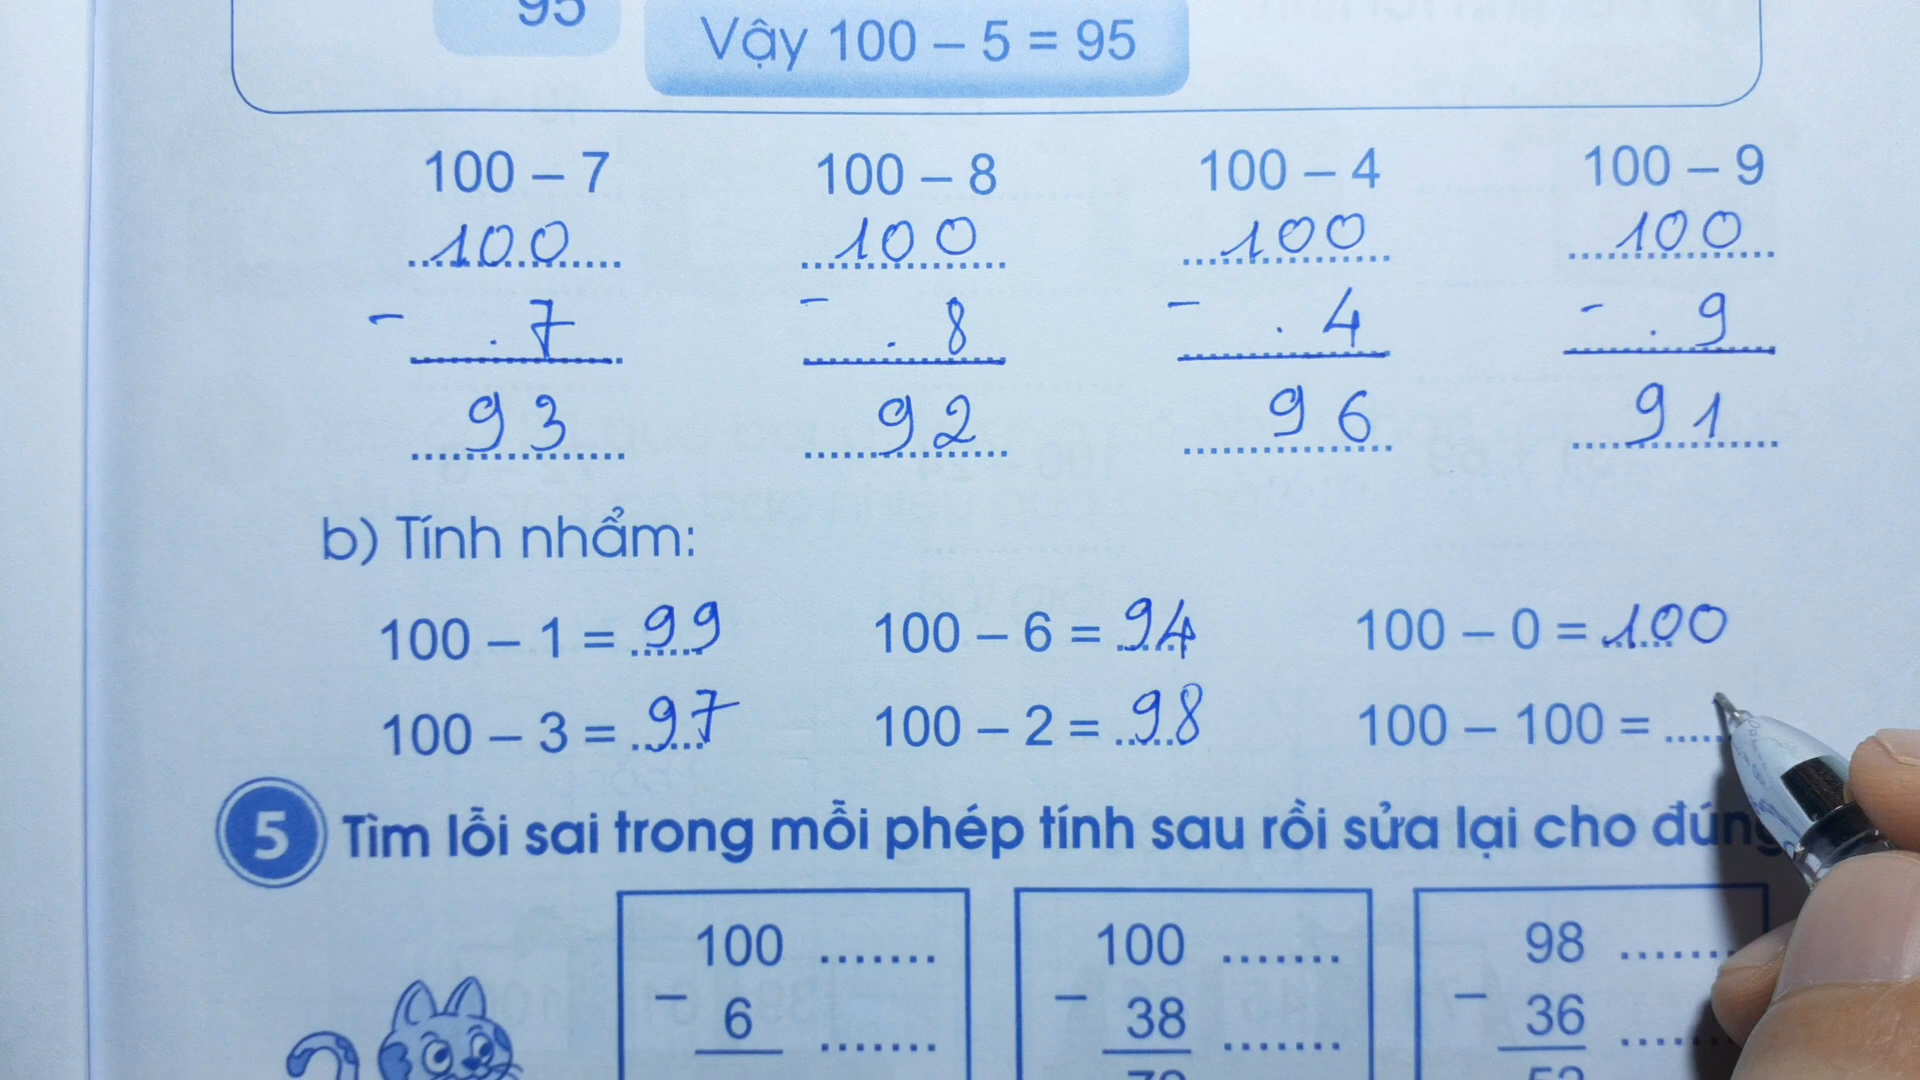 95 Vậy 100 – 5 = 95
100 – 7 100 – 8 100 – 4 100 – 9
100 100 100 100
- .7 - . 8 - . 4 - . 9
93 92 96 91
b) Tính nhẩm:
100 – 1 = 99 100 – 6 = 94 100 – 0 = 100
100 – 3 = 97 100 – 2 = 98 100 – 100 = .....
5 Tìm lỗi sai trong mỗi phép tính sau rồi sửa lại cho đúng
100 ....... 100 ....... 98 .......
– 6 ....... – 38 ....... – 36 .......